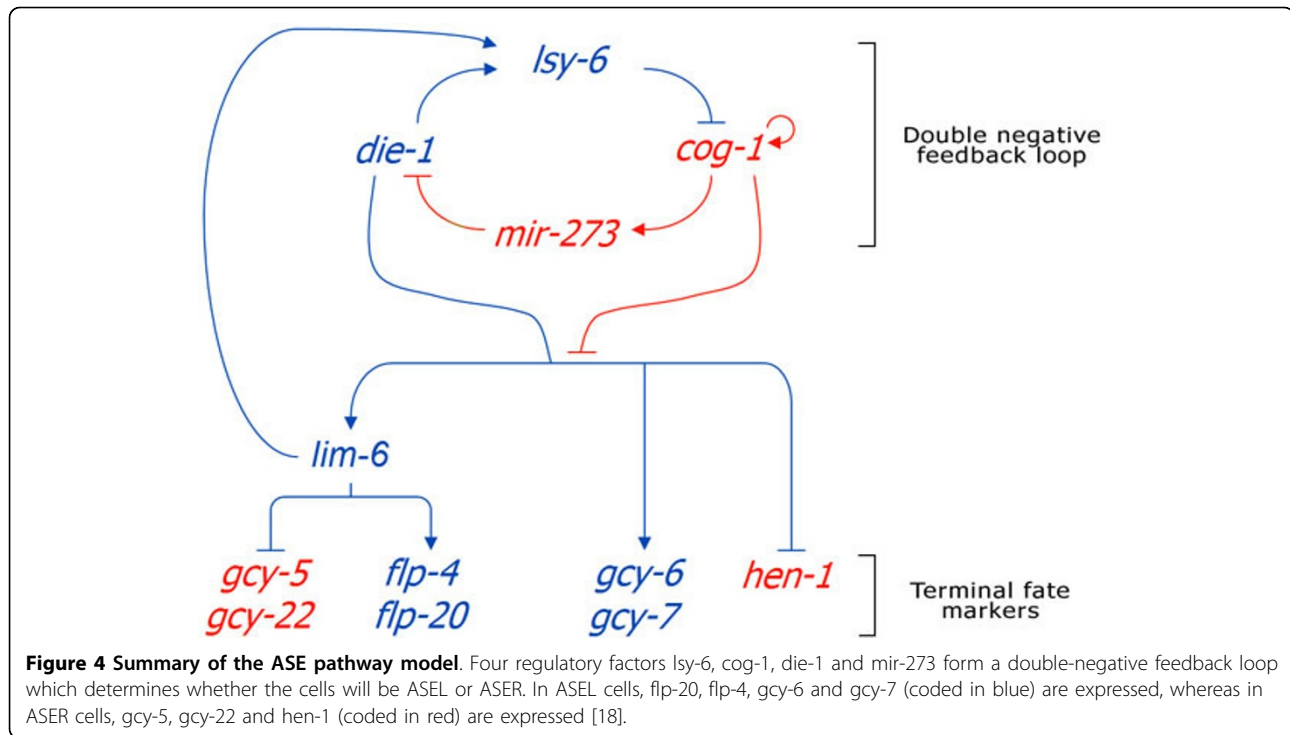 lsy-6
Double negative
feedback loop
die-1
cog-1
mir-273
lim-6
gcy-5
gcy-22
flp-4
flp-20
gcy-6
gcy-7
hen-1
Terminal fate
markers
Figure 4 Summary of the ASE pathway model. Four regulatory factors lsy-6, cog-1, die-1 and mir-273 form a double-negative feedback loop
which determines whether the cells will be ASEL or ASER. In ASEL cells, flp-20, flp-4, gcy-6 and gcy-7 (coded in blue) are expressed, whereas in
ASER cells, gcy-5, gcy-22 and hen-1 (coded in red) are expressed [18].